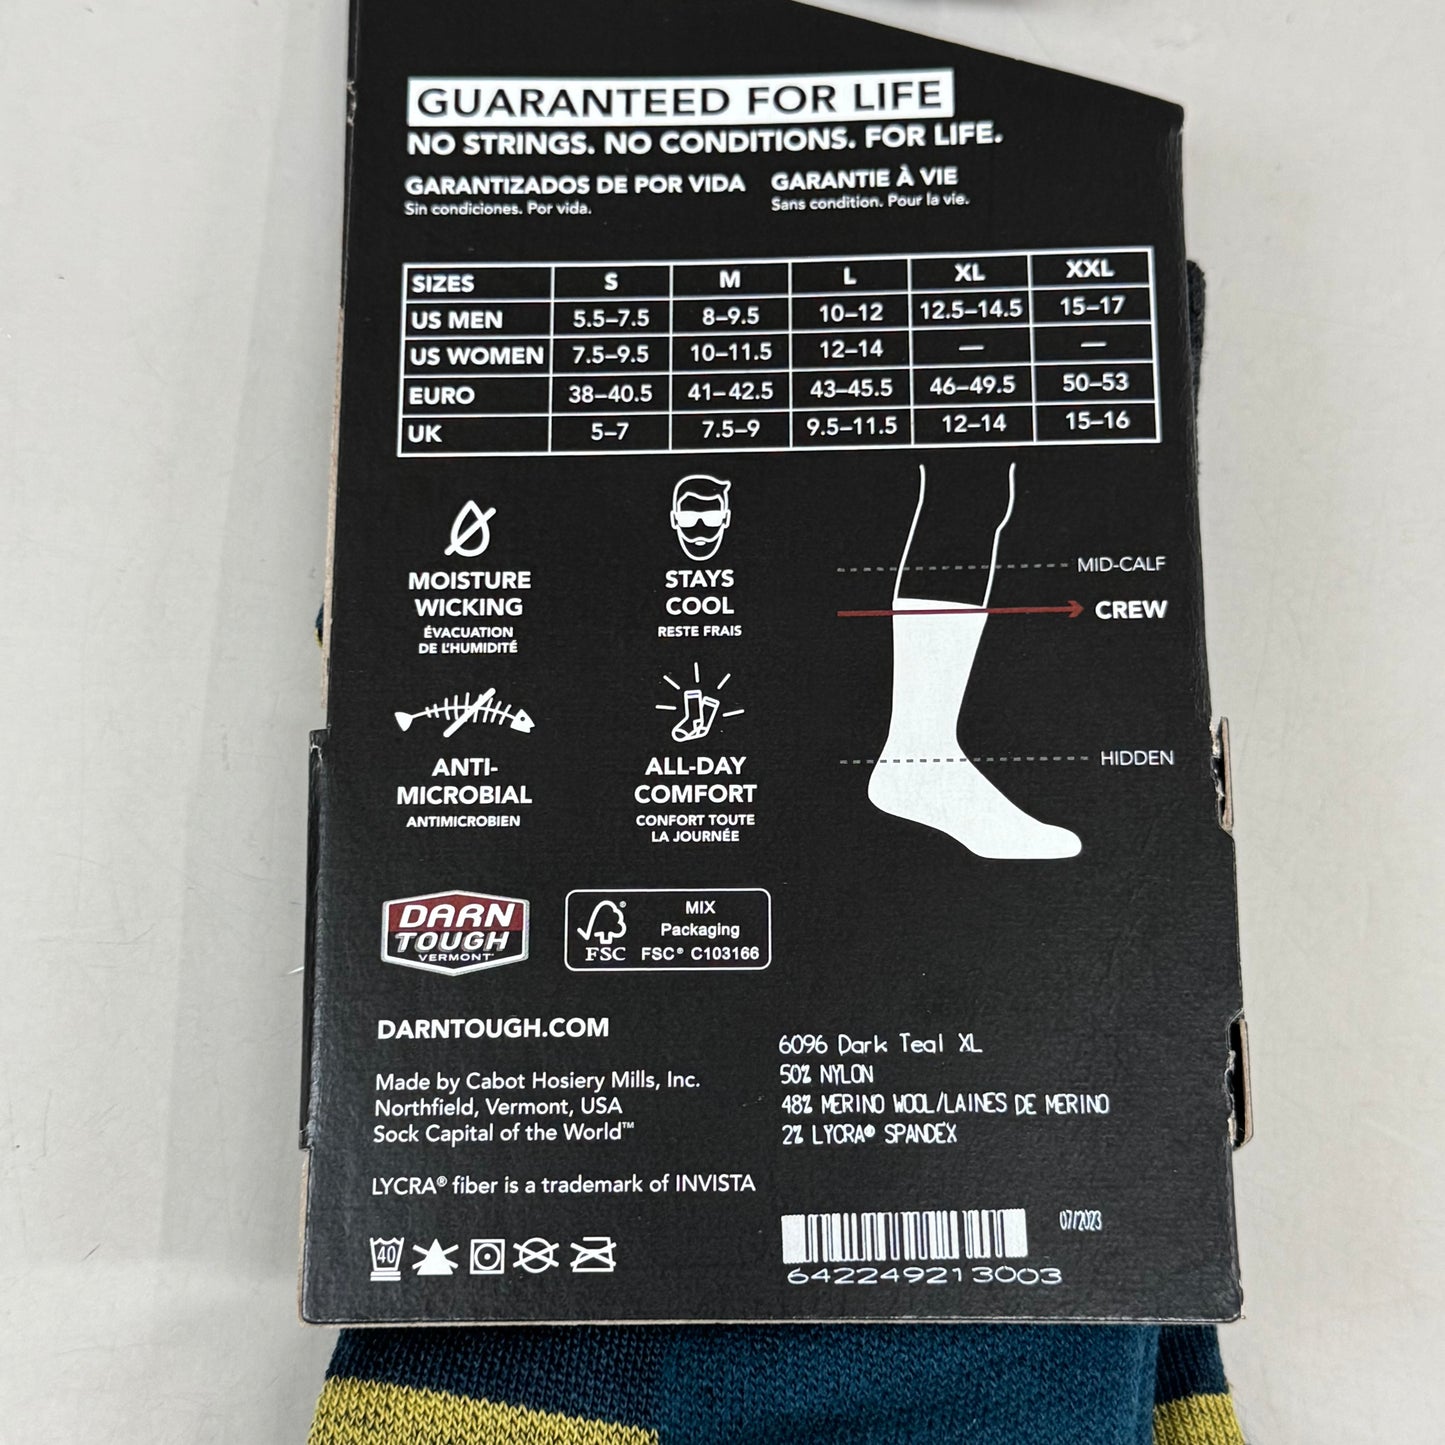 GUARANTEED FOR LIFE
NO STRINGS. NO CONDITIONS. FOR LIFE.
GARANTIZADOS DE POR VIDA
Sin condiciones. Por vida.
GARANTIE À VIE
Sans condition. Pour la vie.
SIZES S M L XL XXL
US MEN 5.5–7.5 8–9.5 10–12 12.5–14.5 15–17
US WOMEN 7.5–9.5 10–11.5 12–14 — —
EURO 38–40.5 41–42.5 43–45.5 46–49.5 50–53
UK 5–7 7.5–9 9.5–11.5 12–14 15–16
MOISTURE
WICKING
ÉVACUATION
DE L'HUMIDITÉ
STAYS
COOL
RESTE FRAIS
MID-CALF
CREW
HIDDEN
ANTI-
MICROBIAL
ANTIMICROBIEN
ALL-DAY
COMFORT
CONFORT TOUTE
LA JOURNÉE
DARN
TOUGH
VERMONT
FSC®
MIX
Packaging
FSC® C103166
DARNTOUGH.COM
Made by Cabot Hosiery Mills, Inc.
Northfield, Vermont, USA
Sock Capital of the World™
LYCRA® fiber is a trademark of INVISTA
40
6096 Dark Teal XL
50% NYLON
48% MERINO WOOL/LAINES DE MERINO
2% LYCRA® SPANDEX
07/2023
642249213003